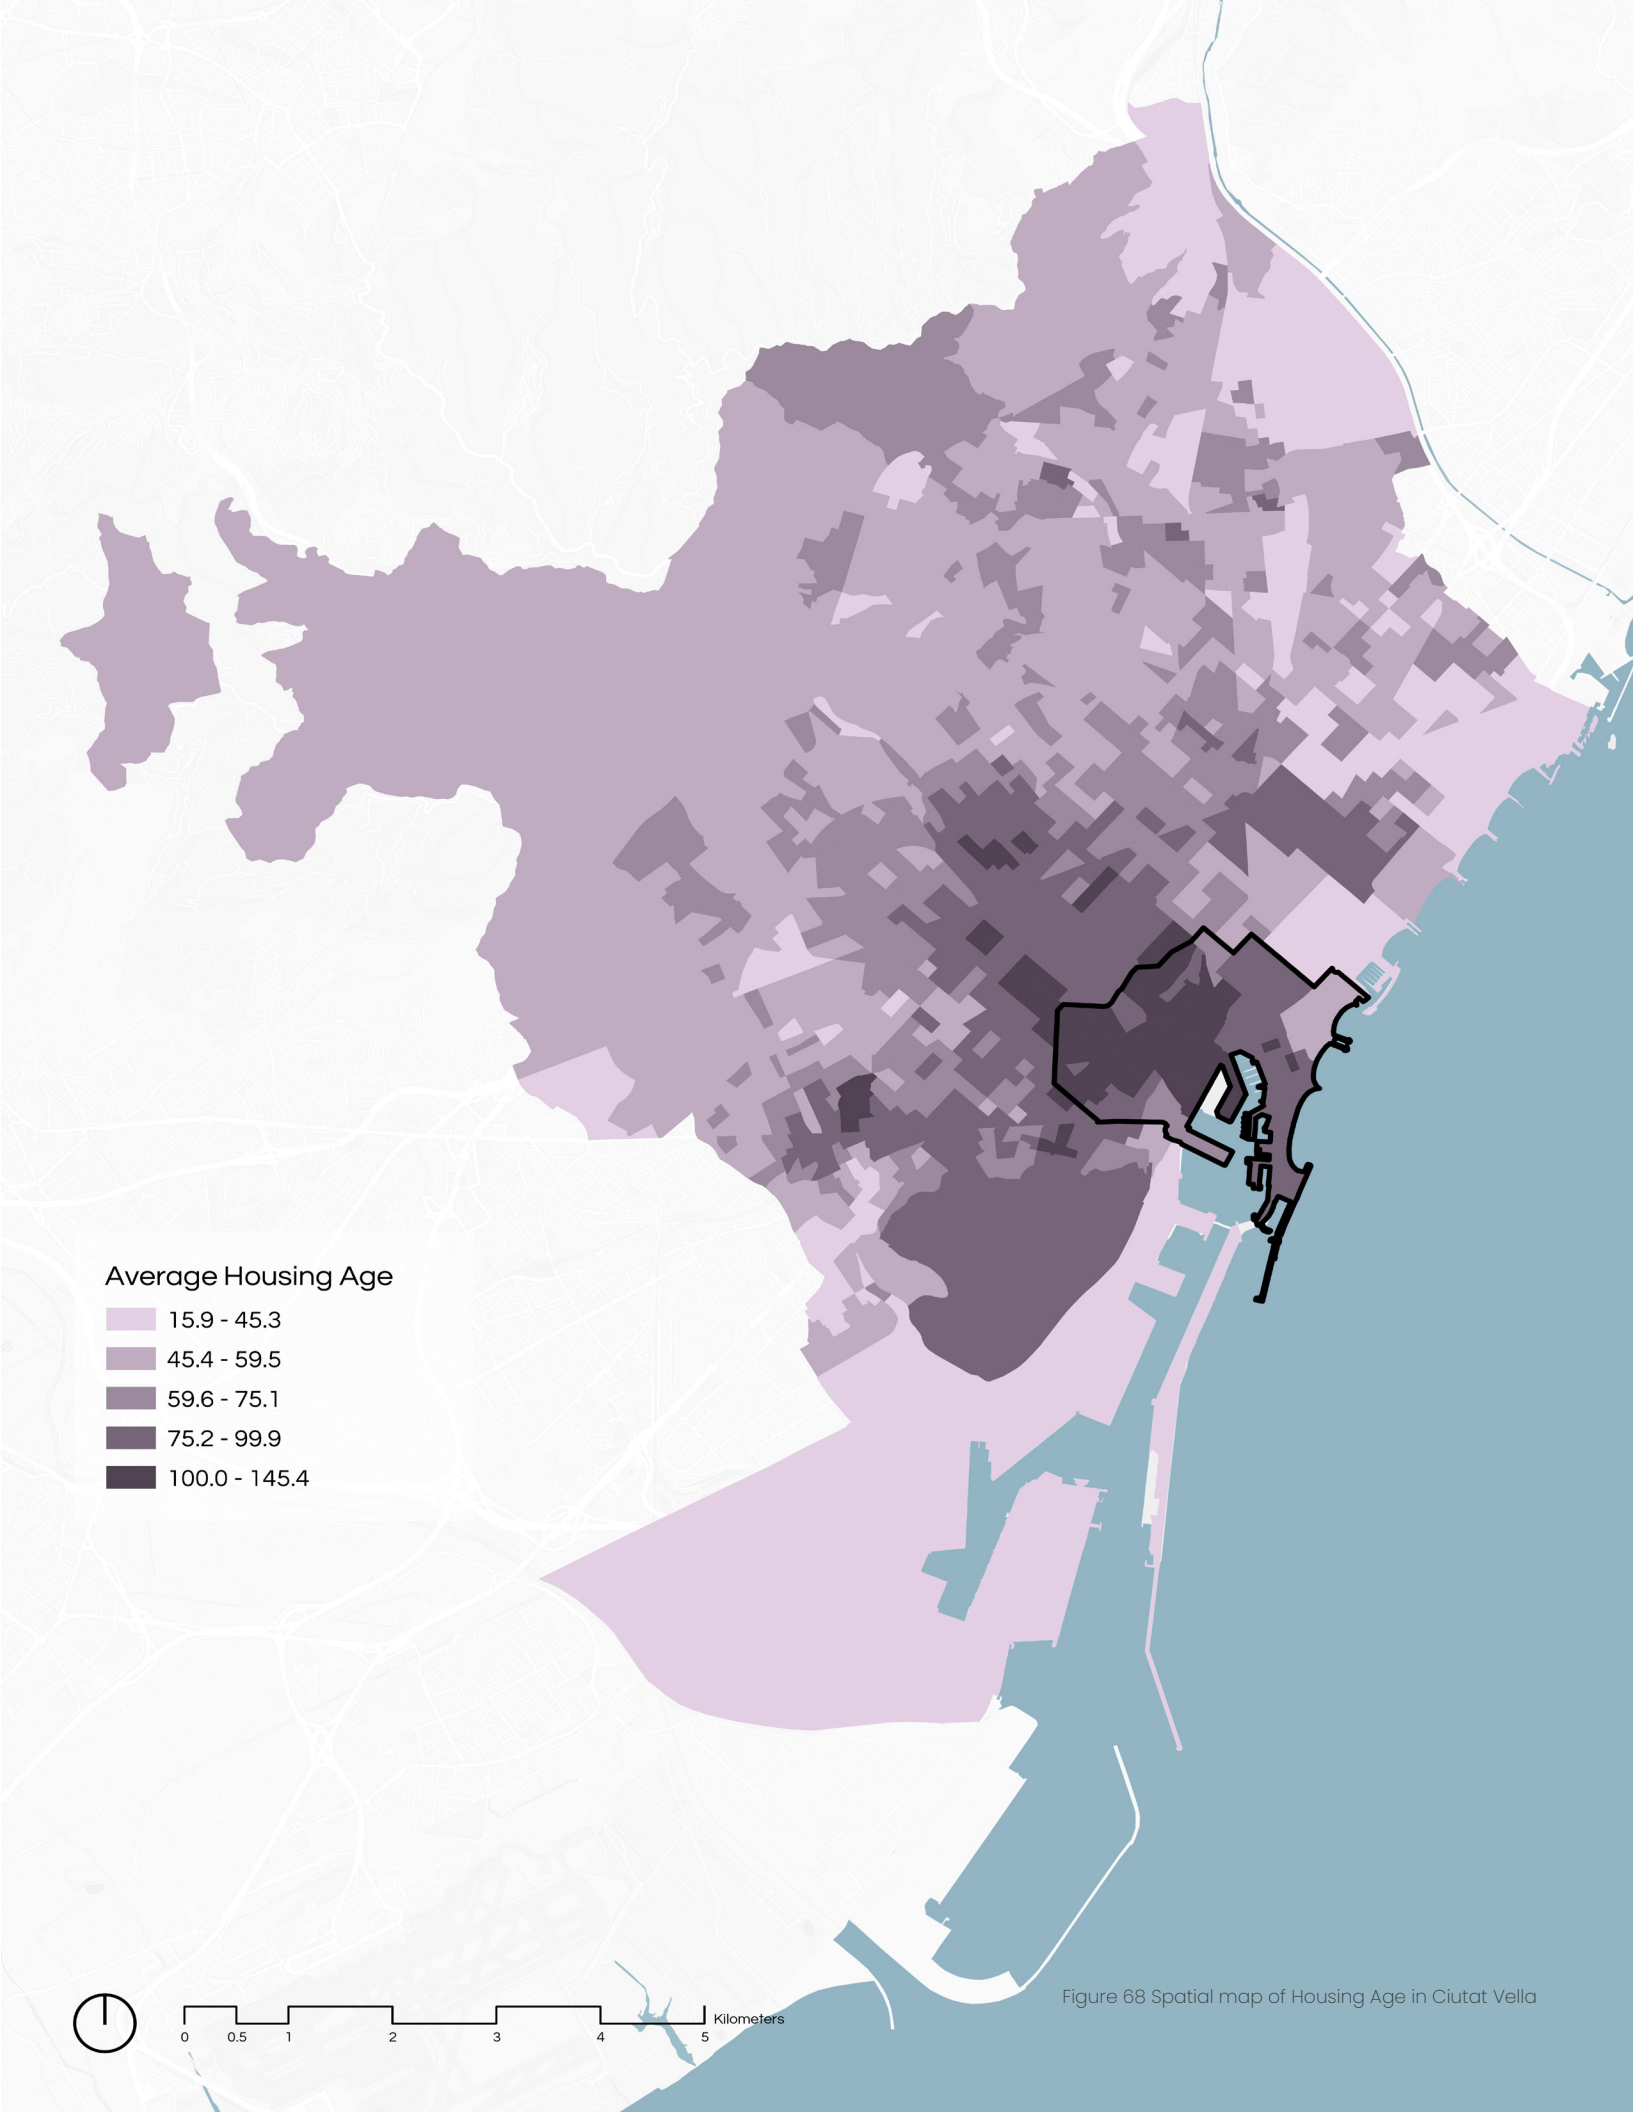 Average Housing Age
15.9 - 45.3
45.4 - 59.5
59.6 - 75.1
75.2 - 99.9
100.0 - 145.4
Figure 68 Spatial map of Housing Age in Ciutat Vella
Kilometers
0 0.5 1 2 3 4 5